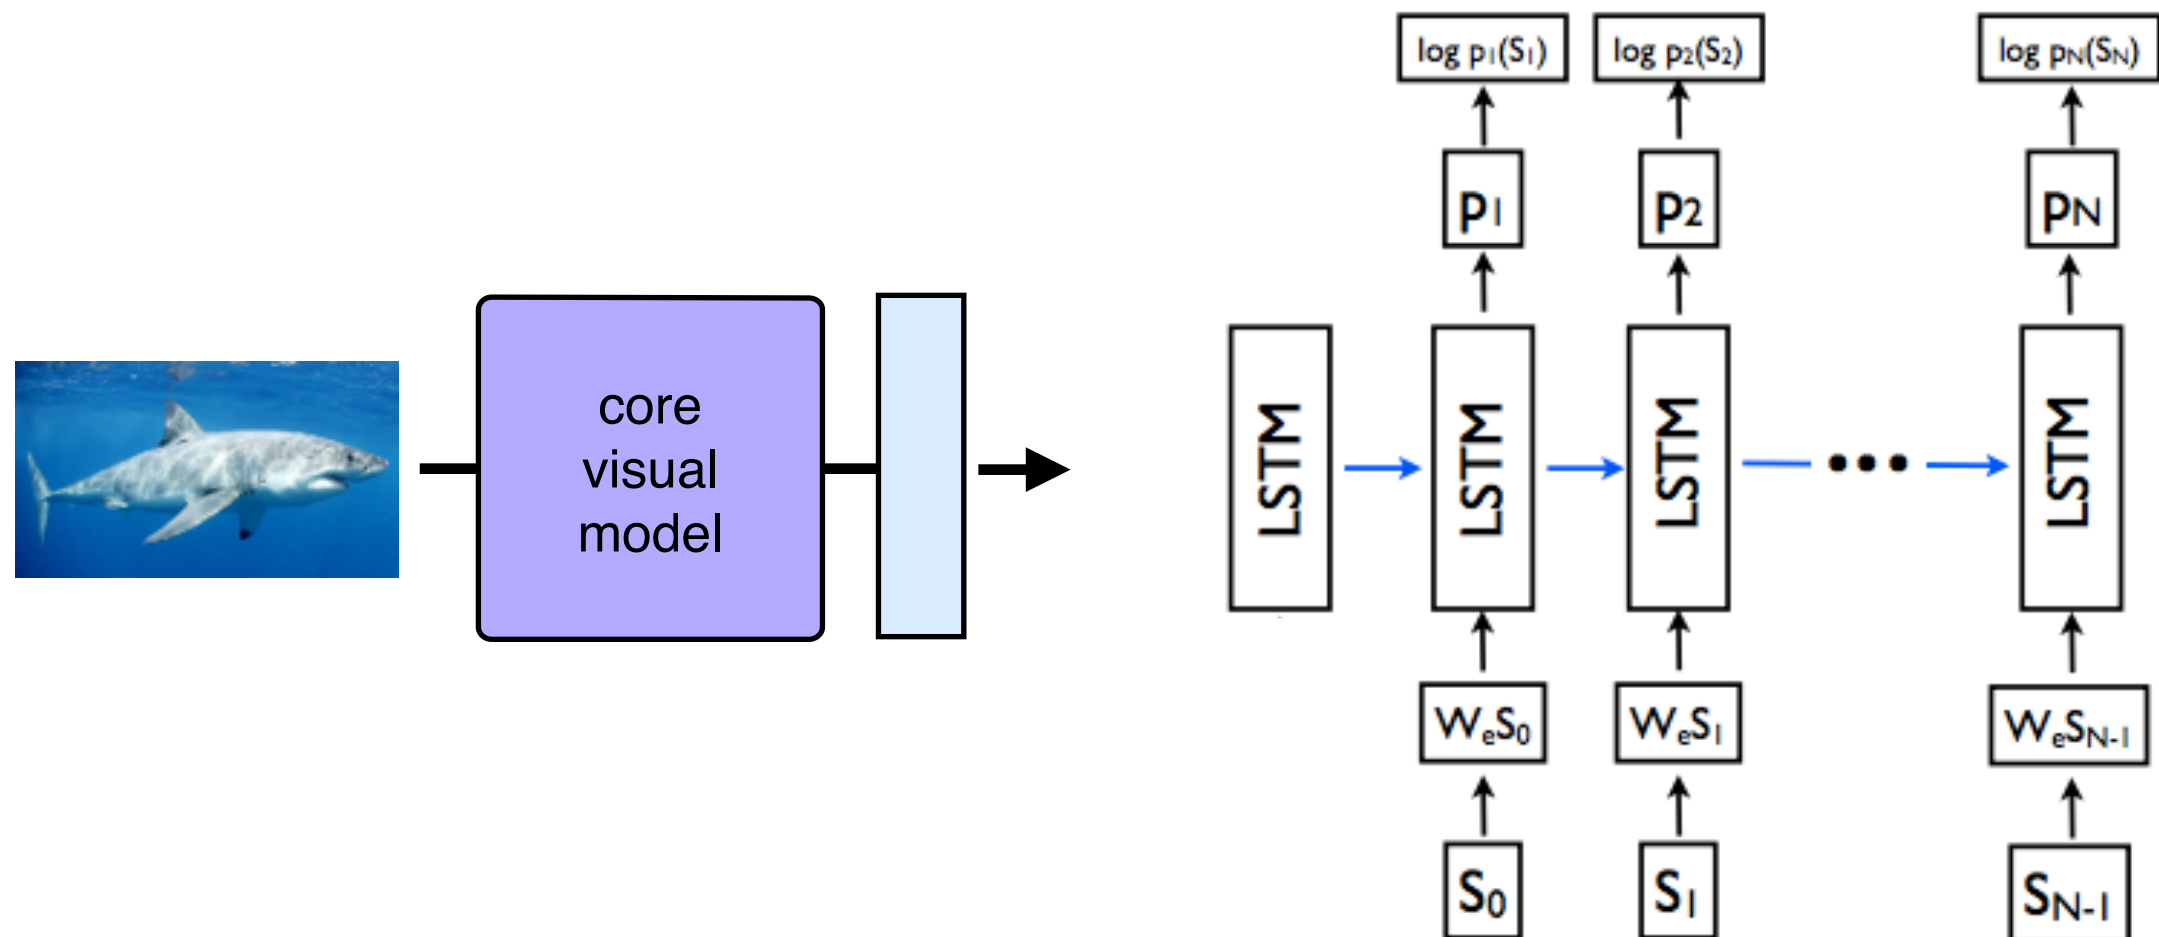 log p₁(S₁) log p₂(S₂) log pN(SN)
p₁ p₂ pN
core
visual
model
LSTM LSTM LSTM LSTM
WeS₀ WeS₁ WeSN-1
S₀ S₁ SN-1